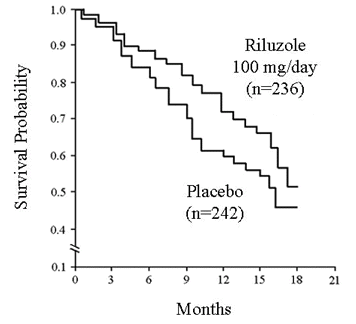 1.0
0.9
0.8
0.7
0.6
0.5
0.4
0.1
Survival Probability
Riluzole
100 mg/day
(n=236)
Placebo
(n=242)
0 3 6 9 12 15 18 21
Months